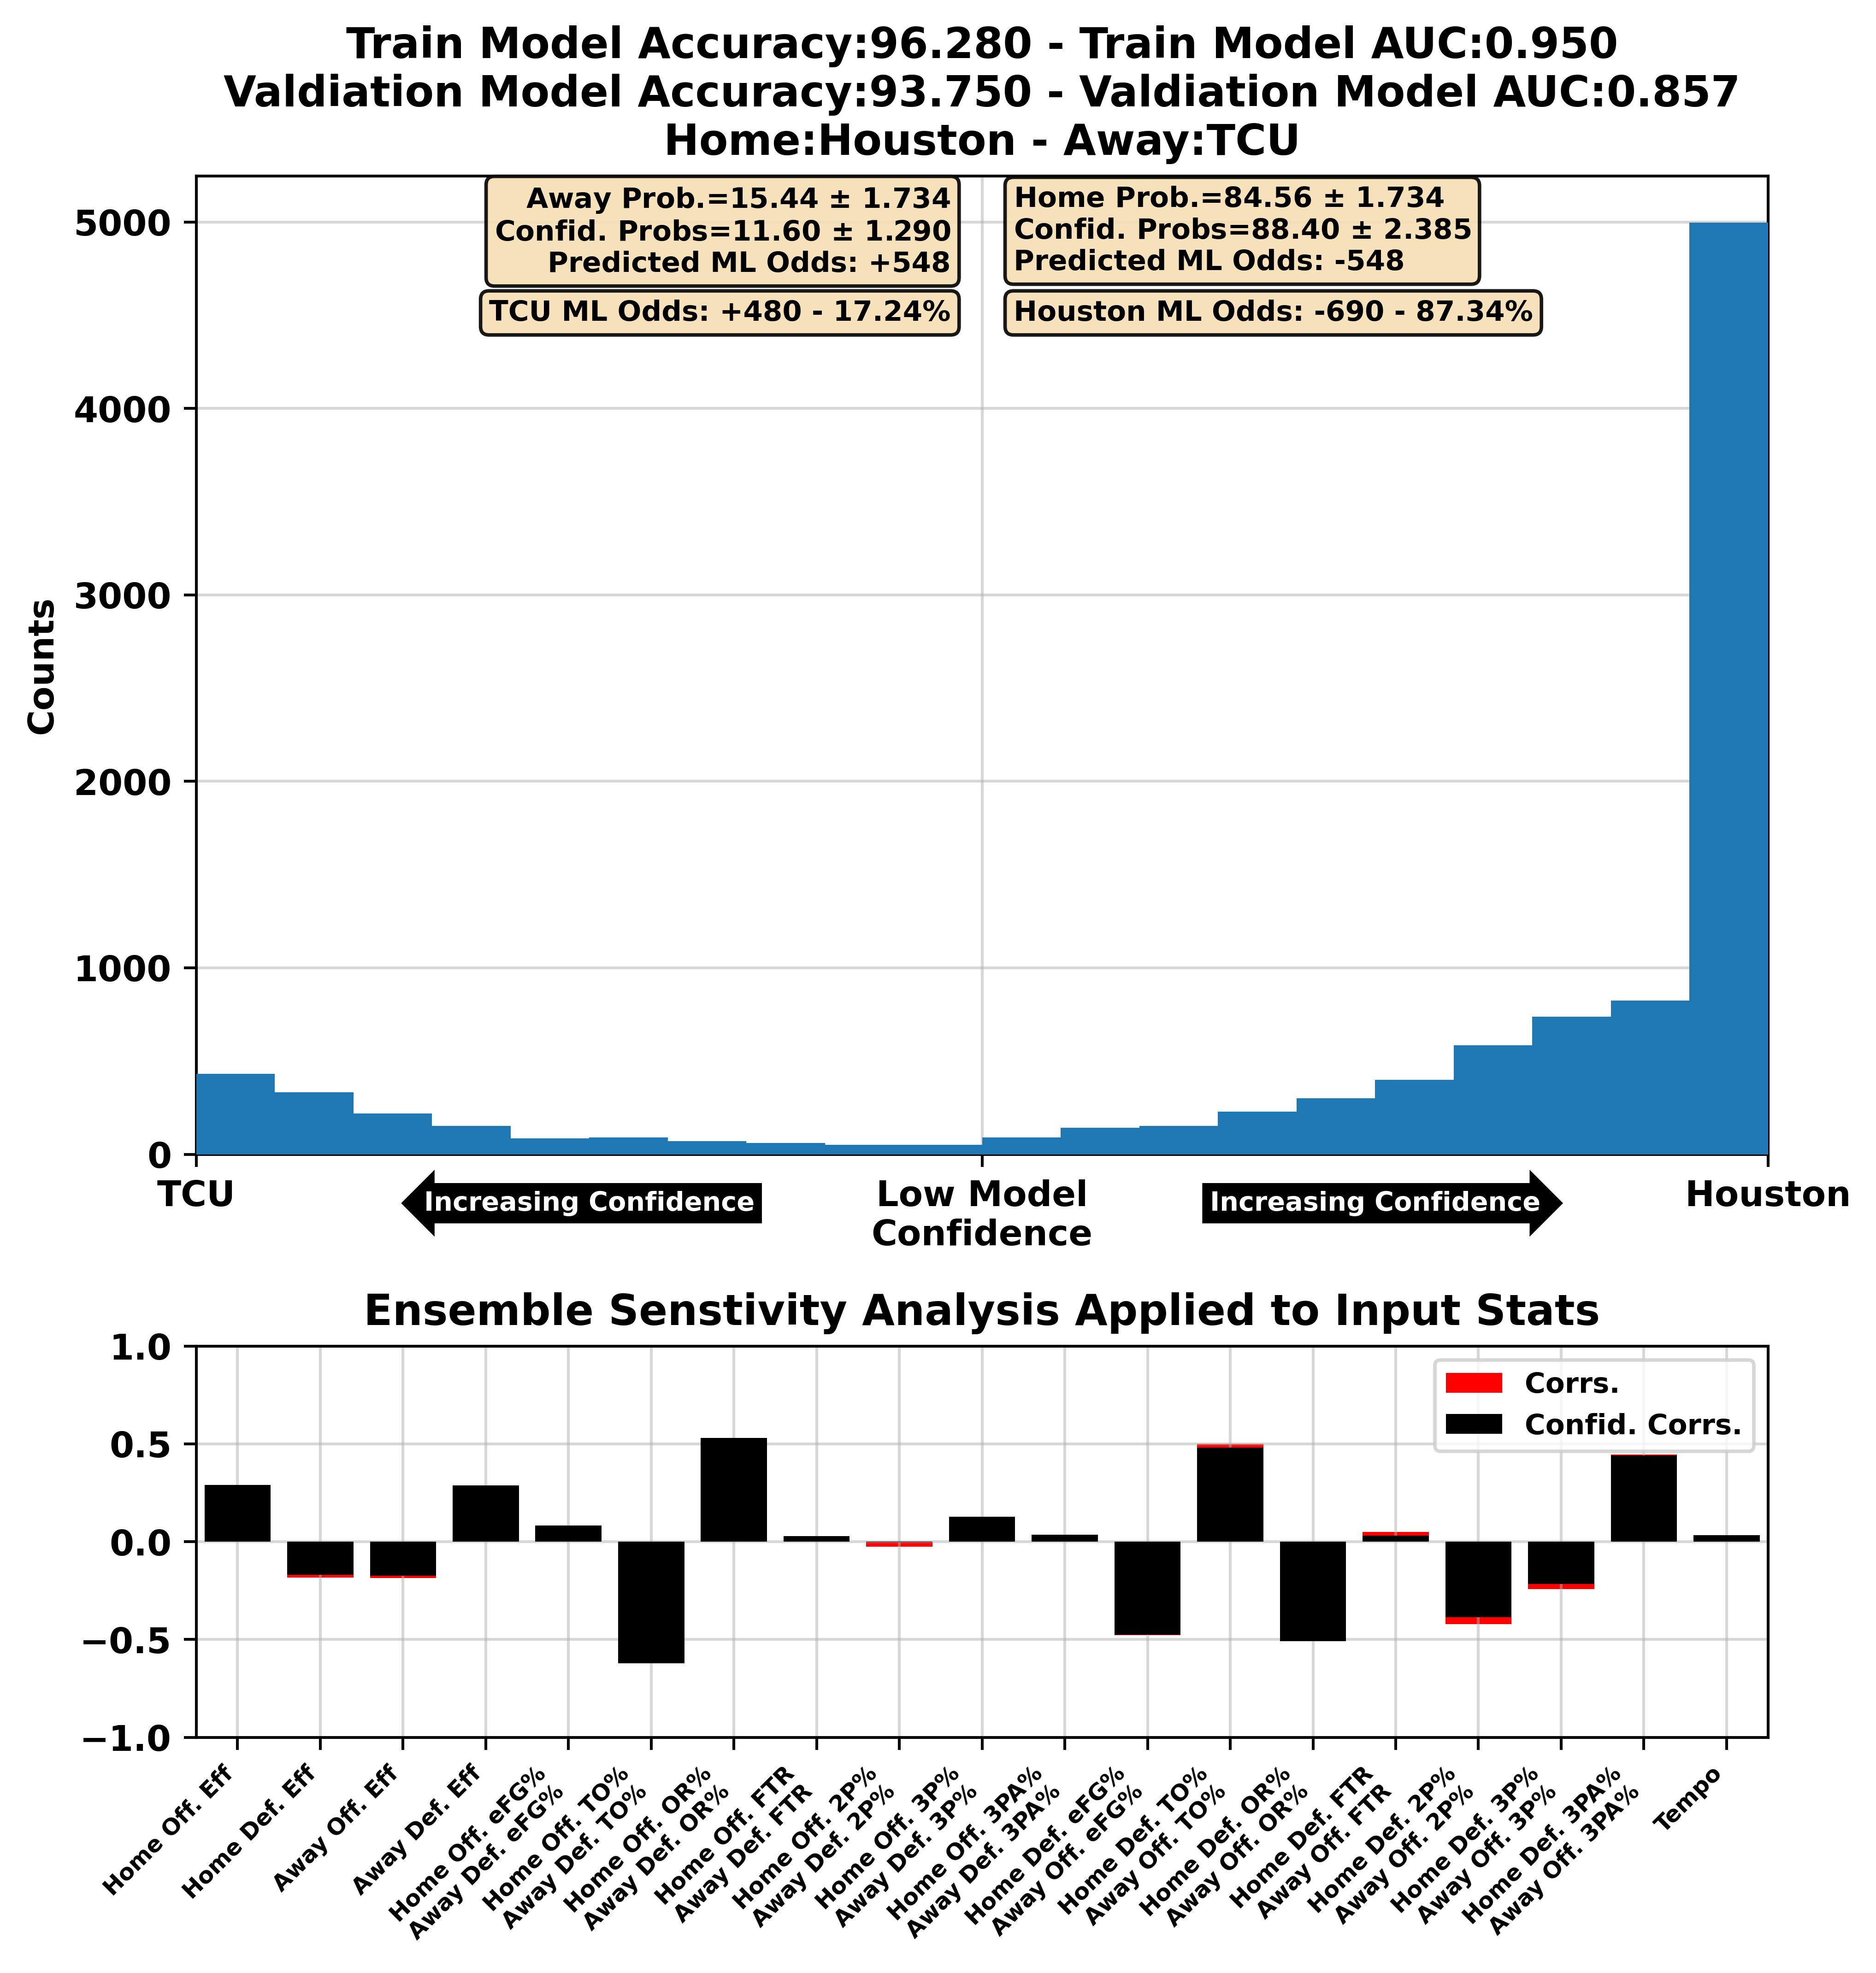 Train Model Accuracy:96.280 - Train Model AUC:0.950
Valdiation Model Accuracy:93.750 - Valdiation Model AUC:0.857
Home:Houston - Away:TCU
Away Prob.=15.44 ± 1.734
Confid. Probs=11.60 ± 1.290
Predicted ML Odds: +548
TCU ML Odds: +480 - 17.24%
Home Prob.=84.56 ± 1.734
Confid. Probs=88.40 ± 2.385
Predicted ML Odds: -548
Houston ML Odds: -690 - 87.34%
Counts
5000
4000
3000
2000
1000
0
TCU
Increasing Confidence
Low Model
Confidence
Increasing Confidence
Houston
Ensemble Senstivity Analysis Applied to Input Stats
1.0
0.5
0.0
−0.5
−1.0
Corrs.
Confid. Corrs.
Home Off. Eff
Home Def. Eff
Away Off. Eff
Away Def. Eff
Home Off. eFG%
Away Def. eFG%
Home Off. TO%
Away Def. TO%
Home Off. OR%
Away Def. OR%
Home Off. FTR
Away Def. FTR
Home Off. 2P%
Away Def. 2P%
Home Off. 3P%
Away Def. 3P%
Home Off. 3PA%
Away Def. 3PA%
Home Def. eFG%
Away Off. eFG%
Home Def. TO%
Away Off. TO%
Home Def. OR%
Away Off. OR%
Home Def. FTR
Away Off. FTR
Home Def. 2P%
Away Off. 2P%
Home Def. 3P%
Away Off. 3P%
Home Def. 3PA%
Away Off. 3PA%
Tempo